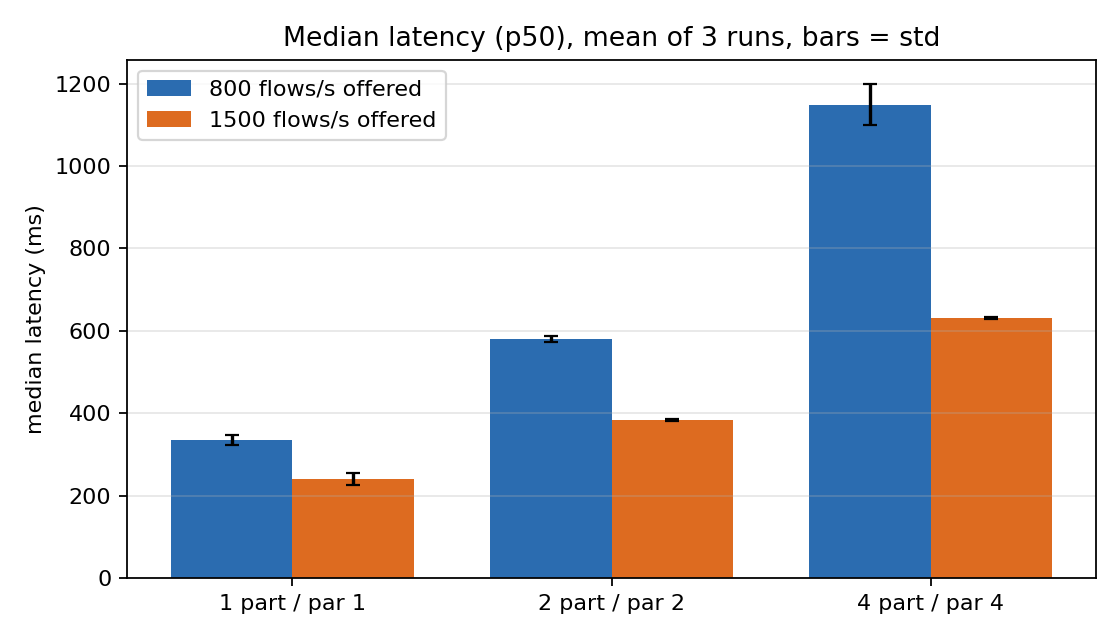 Median latency (p50), mean of 3 runs, bars = std
800 flows/s offered
1500 flows/s offered
median latency (ms)
1200
1000
800
600
400
200
0
1 part / par 1
2 part / par 2
4 part / par 4